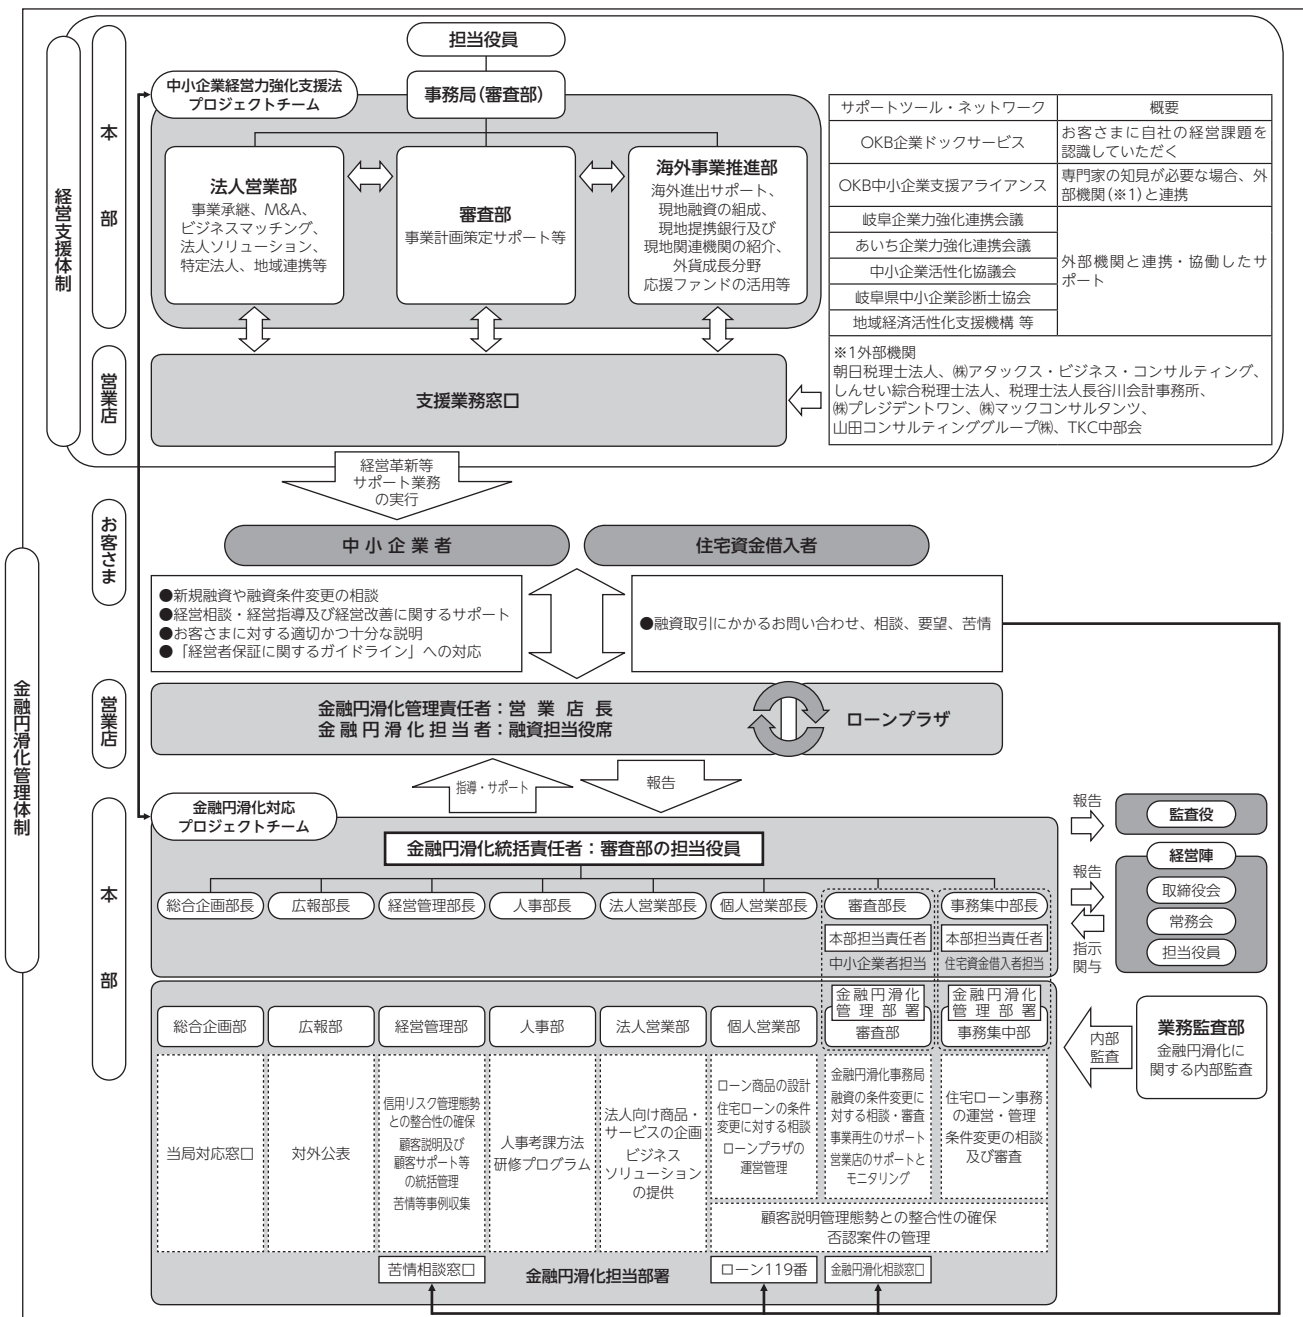 担当役員
中小企業経営力強化支援法
プロジェクトチーム
事務局(審査部)
経営支援体制
本
部
法人営業部
事業承継、M&A、
ビジネスマッチング、
法人ソリューション、
特定法人、地域連携等
審査部
事業計画策定サポート等
海外事業推進部
海外進出サポート、
現地融資の組成、
現地提携銀行及び
現地関連機関の紹介、
外貨成長分野
応援ファンドの活用等
サポートツール・ネットワーク 概要
OKB企業ドックサービス
お客さまに自社の経営課題を
認識していただく
OKB中小企業支援アライアンス
専門家の知見が必要な場合、外
部機関(※1)と連携
岐阜企業力強化連携会議
あいち企業力強化連携会議
中小企業活性化協議会
岐阜県中小企業診断士協会
地域経済活性化支援機構 等
外部機関と連携・協働したサ
ポート
※1外部機関
朝日税理士法人、㈱アタックス・ビジネス・コンサルティング、
しんせい綜合税理士法人、税理士法人長谷川会計事務所、
㈱プレジデントワン、㈱マックコンサルタンツ、
山田コンサルティンググループ㈱、TKC中部会
営業店
支援業務窓口
経営革新等
サポート業務
の実行
お客さま
中小企業者
住宅資金借入者
●新規融資や融資条件変更の相談
●経営相談・経営指導及び経営改善に関するサポート
●お客さまに対する適切かつ十分な説明
●「経営者保証に関するガイドライン」への対応
●融資取引にかかるお問い合わせ、相談、要望、苦情
金融円滑化管理体制
営業店
金融円滑化管理責任者：営業店長
金融円滑化担当者：融資担当役席
ローンプラザ
指導・サポート
報告
本
部
金融円滑化対応
プロジェクトチーム
金融円滑化統括責任者：審査部の担当役員
総合企画部長
広報部長
経営管理部長
人事部長
法人営業部長
個人営業部長
審査部長
事務集中部長
本部担当責任者
本部担当責任者
中小企業者担当
住宅資金借入者担当
報告
監査役
報告
指示
関与
経営陣
取締役会
常務会
担当役員
金融円滑化
管理部署
金融円滑化
管理部署
総合企画部
広報部
経営管理部
人事部
法人営業部
個人営業部
審査部
事務集中部
内部
監査
業務監査部
金融円滑化に
関する内部監査
当局対応窓口
対外公表
信用リスク管理態勢
との整合性の確保
顧客説明及び
顧客サポート等
の統括管理
苦情等事例収集
人事考課方法
研修プログラム
法人向け商品・
サービスの企画
ビジネス
ソリューション
の提供
ローン商品の設計
住宅ローンの条件
変更に対する相談
ローンプラザの
運営管理
金融円滑化事務局
融資の条件変更に
対する相談・審査
事業再生のサポート
営業店のサポートと
モニタリング
住宅ローン事務
の運営・管理
条件変更の相談
及び審査
顧客説明管理態勢との整合性の確保
否認案件の管理
苦情相談窓口
金融円滑化担当部署
ローン119番
金融円滑化相談窓口